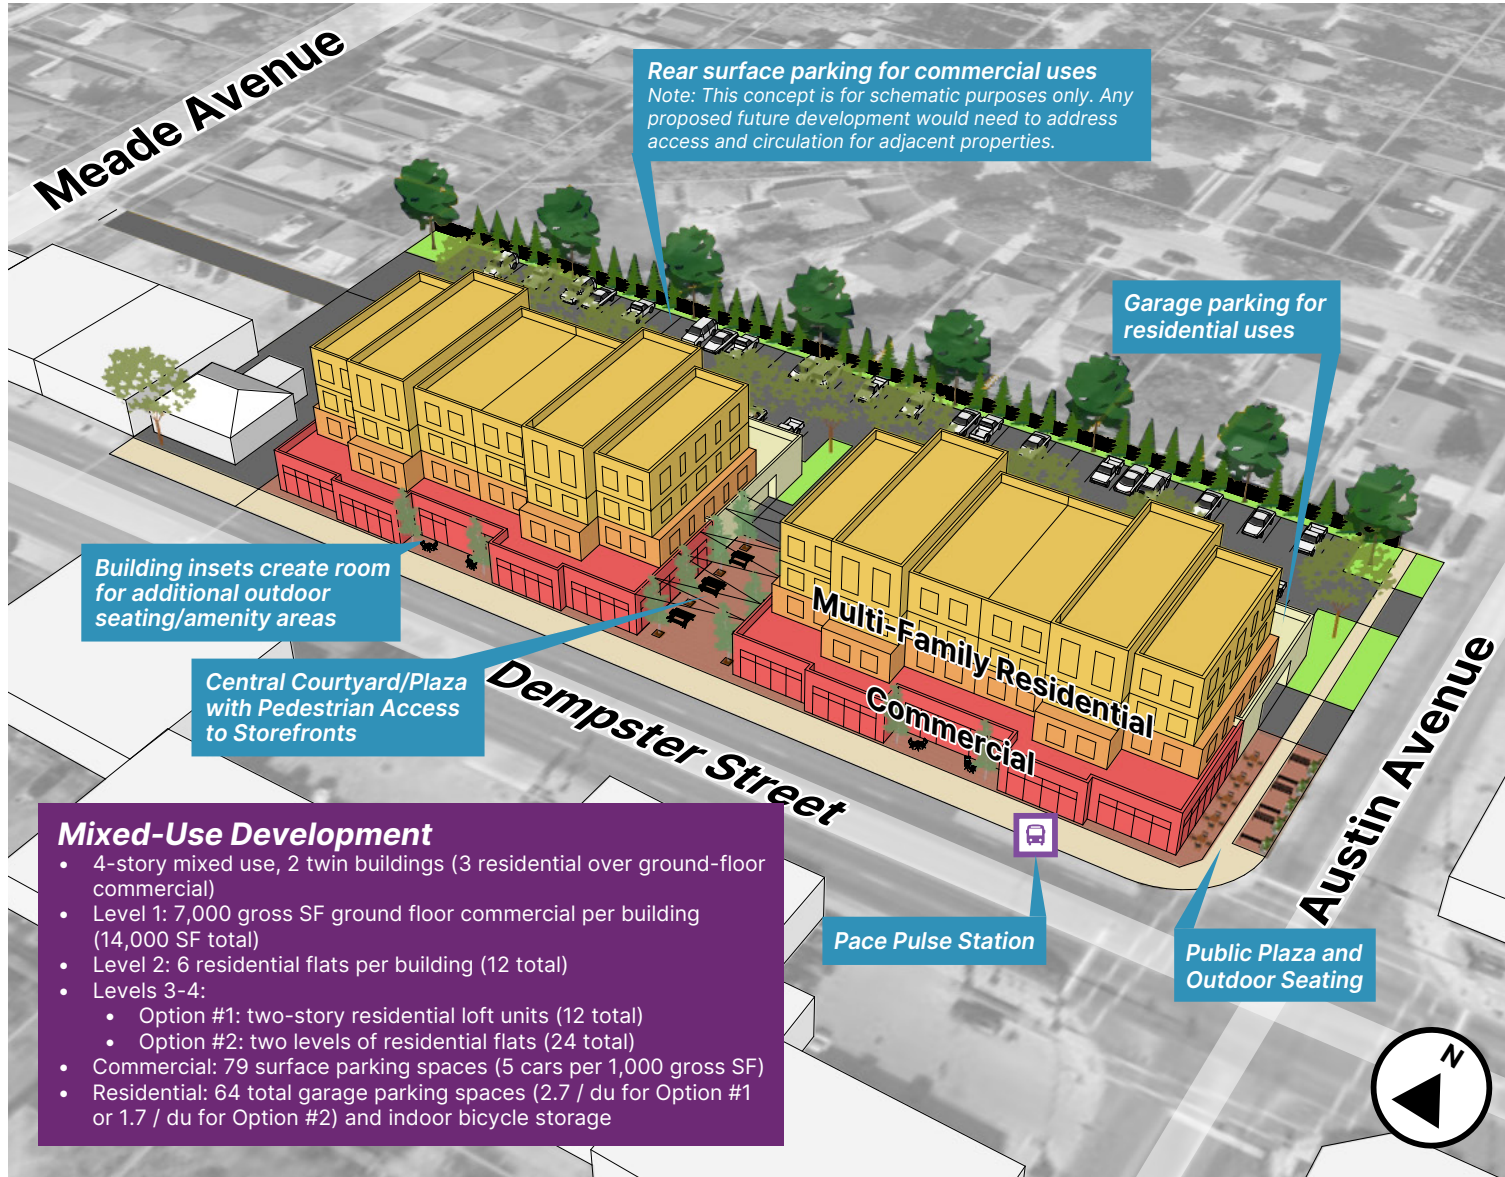 Meade Avenue
Rear surface parking for commercial uses
Note: This concept is for schematic purposes only. Any
proposed future development would need to address
access and circulation for adjacent properties.
Garage parking for
residential uses
Building insets create room
for additional outdoor
seating/amenity areas
Central Courtyard/Plaza
with Pedestrian Access
to Storefronts
Multi-Family Residential
Commercial
Dempster Street
Austin Avenue
Pace Pulse Station
Public Plaza and
Outdoor Seating
Mixed-Use Development
• 4-story mixed use, 2 twin buildings (3 residential over ground-floor
commercial)
• Level 1: 7,000 gross SF ground floor commercial per building
(14,000 SF total)
• Level 2: 6 residential flats per building (12 total)
• Levels 3-4:
• Option #1: two-story residential loft units (12 total)
• Option #2: two levels of residential flats (24 total)
• Commercial: 79 surface parking spaces (5 cars per 1,000 gross SF)
• Residential: 64 total garage parking spaces (2.7 / du for Option #1
or 1.7 / du for Option #2) and indoor bicycle storage
N